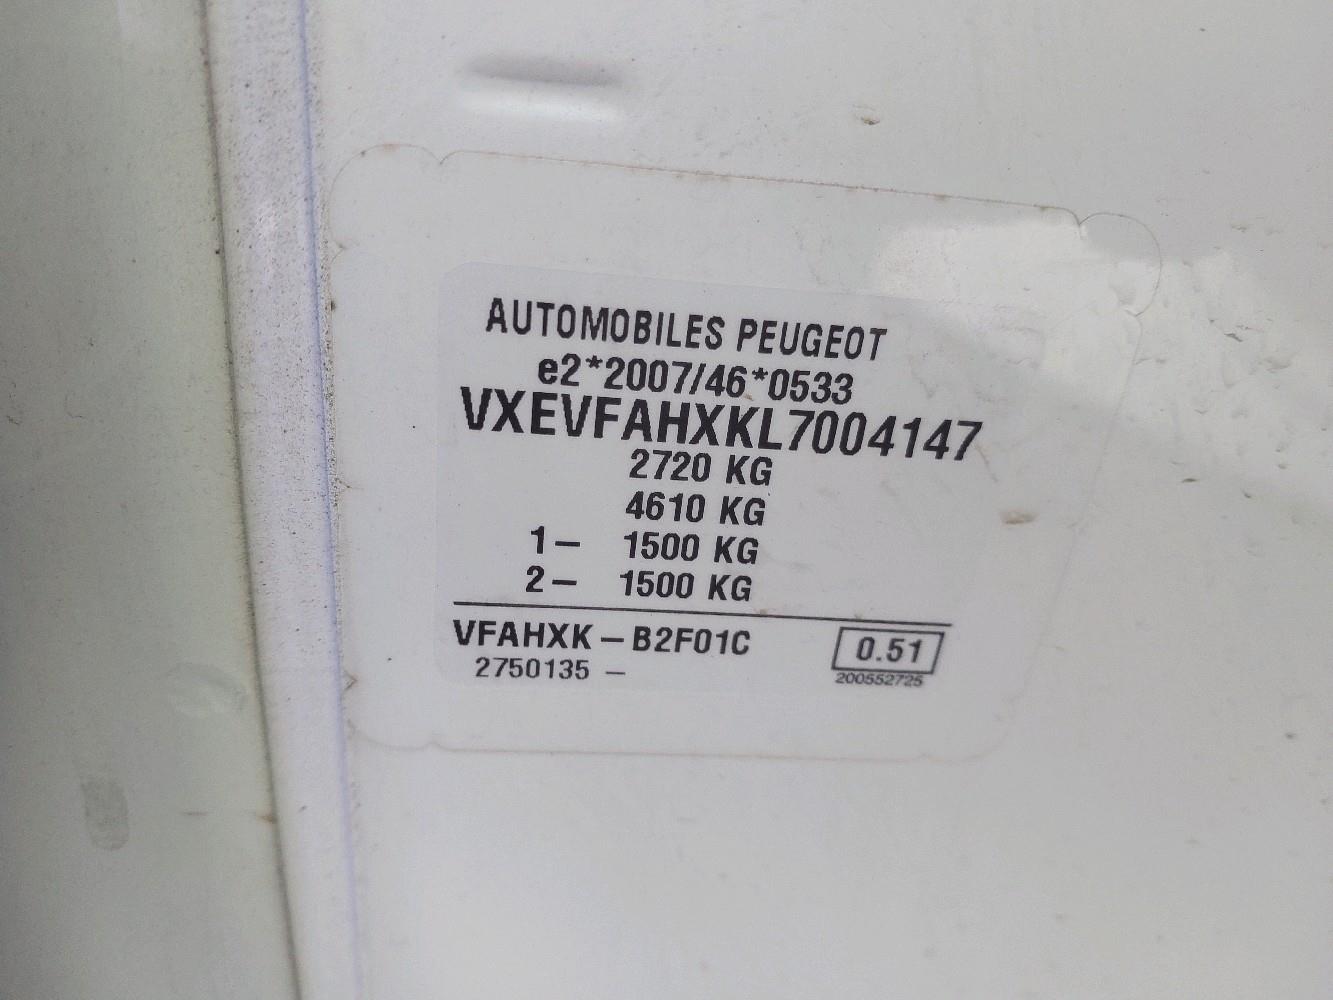 AUTOMOBILES PEUGEOT
e2*2007/46*0533
VXEVFAHXKL7004147
2720 KG
4610 KG
1– 1500 KG
2– 1500 KG
VFAHXK – B2F01C
0.51
2750135 –
200552725